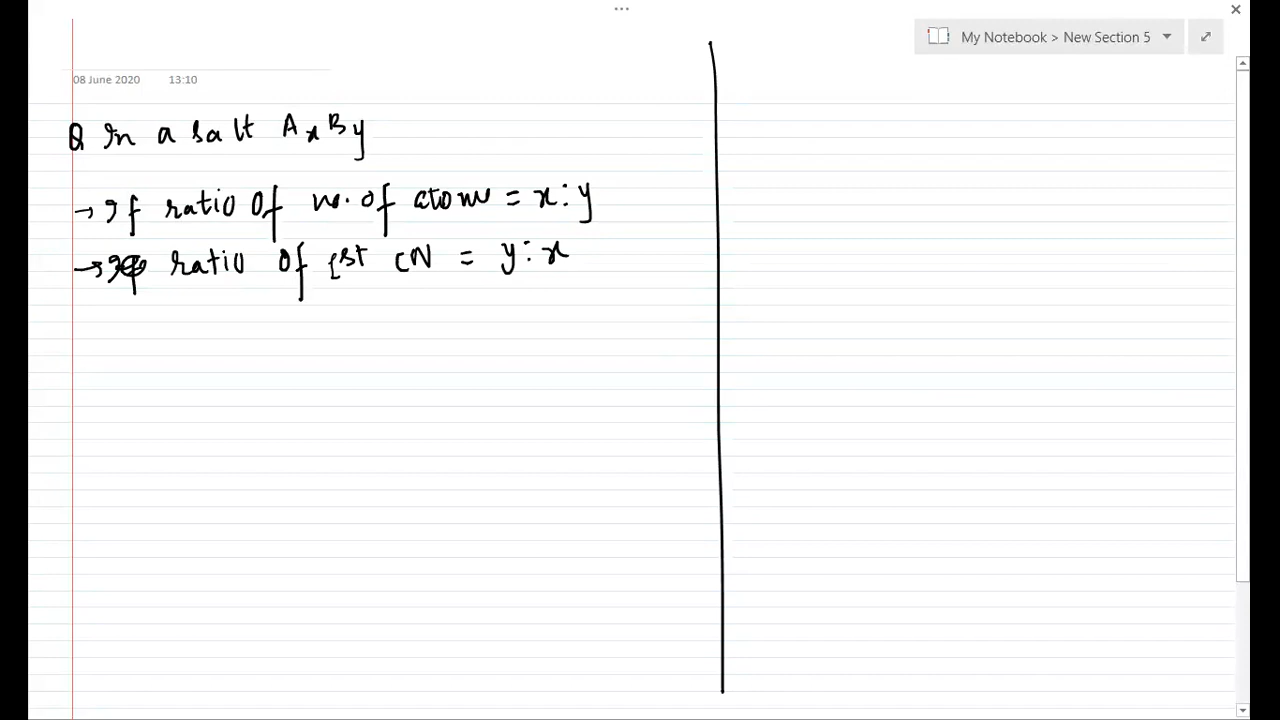 My Notebook > New Section 5
08 June 2020 13:10
Q In a salt AxBy
→ If ratio of no. of atoms = x : y
→ ratio of 1st CN = y : x